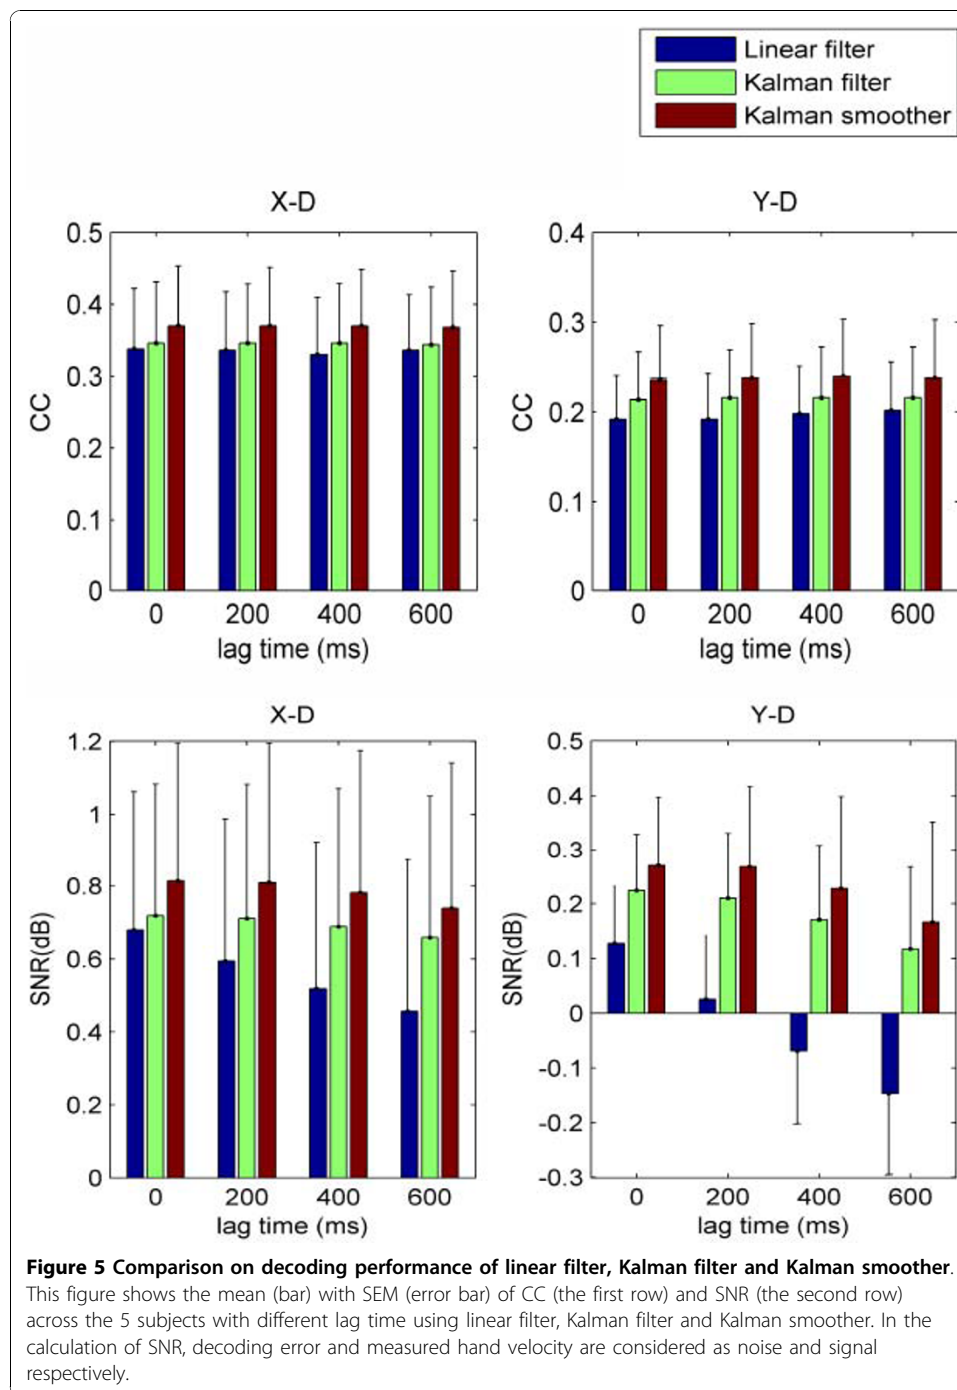 Linear filter
Kalman filter
Kalman smoother
X-D
0.5
0.4
0.3
0.2
0.1
0
CC
0 200 400 600
lag time (ms)
Y-D
0.4
0.3
0.2
0.1
0
CC
0 200 400 600
lag time (ms)
X-D
1.2
1
0.8
0.6
0.4
0.2
0
SNR(dB)
0 200 400 600
lag time (ms)
Y-D
0.5
0.4
0.3
0.2
0.1
0
-0.1
-0.2
-0.3
SNR(dB)
0 200 400 600
lag time (ms)
Figure 5 Comparison on decoding performance of linear filter, Kalman filter and Kalman smoother.
This figure shows the mean (bar) with SEM (error bar) of CC (the first row) and SNR (the second row)
across the 5 subjects with different lag time using linear filter, Kalman filter and Kalman smoother. In the
calculation of SNR, decoding error and measured hand velocity are considered as noise and signal
respectively.